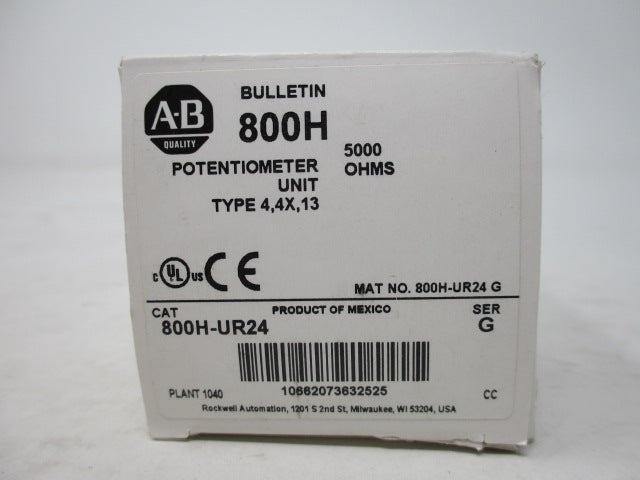 A-B
QUALITY
BULLETIN
800H
POTENTIOMETER
UNIT
TYPE 4,4X,13
5000
OHMS
C UL US CE
MAT NO. 800H-UR24 G
CAT
PRODUCT OF MEXICO
SER
800H-UR24
G
10662073632525
PLANT 1040
CC
Rockwell Automation, 1201 S 2nd St, Milwaukee, WI 53204, USA